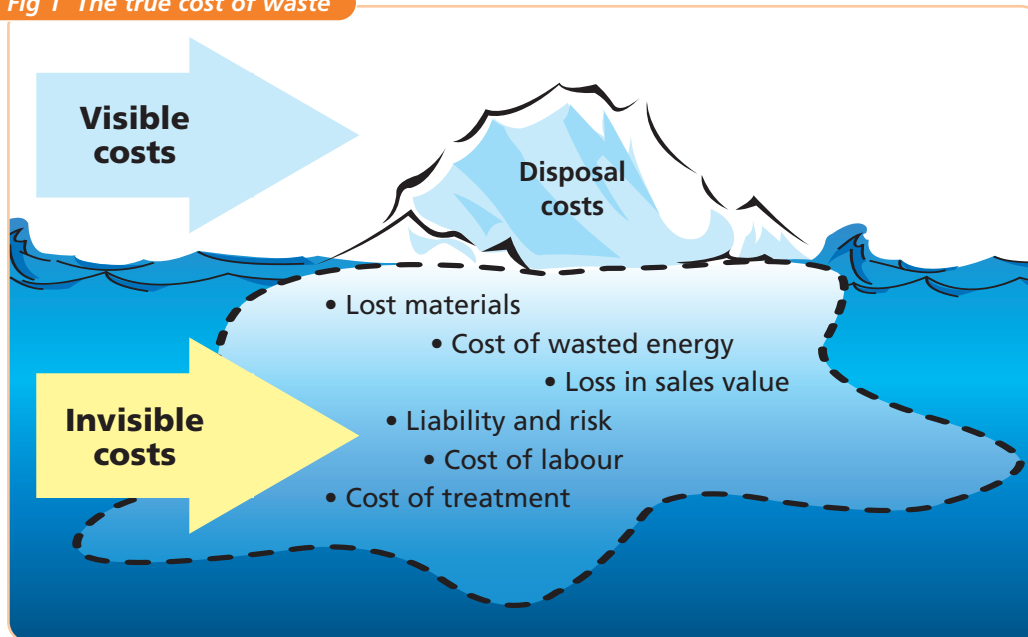 Fig 1 The true cost of waste
Visible
costs
Disposal
costs
• Lost materials
• Cost of wasted energy
• Loss in sales value
Invisible
costs
• Liability and risk
• Cost of labour
• Cost of treatment